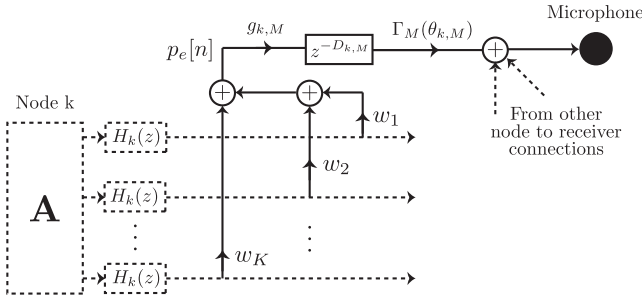 Microphone
g_{k,M}
Γ_M(θ_{k,M})
p_e[n]
z^{-D_{k,M}}
+
Node k
+
+
From other
node to receiver
connections
w_1
H_k(z)
A
w_2
H_k(z)
⋮
⋮
w_K
H_k(z)